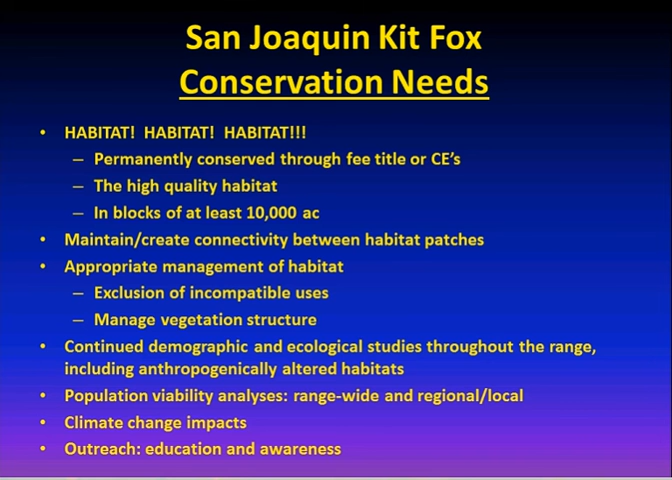 San Joaquin Kit Fox
Conservation Needs
• HABITAT! HABITAT! HABITAT!!!
– Permanently conserved through fee title or CE's
– The high quality habitat
– In blocks of at least 10,000 ac
• Maintain/create connectivity between habitat patches
• Appropriate management of habitat
– Exclusion of incompatible uses
– Manage vegetation structure
• Continued demographic and ecological studies throughout the range,
including anthropogenically altered habitats
• Population viability analyses: range-wide and regional/local
• Climate change impacts
• Outreach: education and awareness